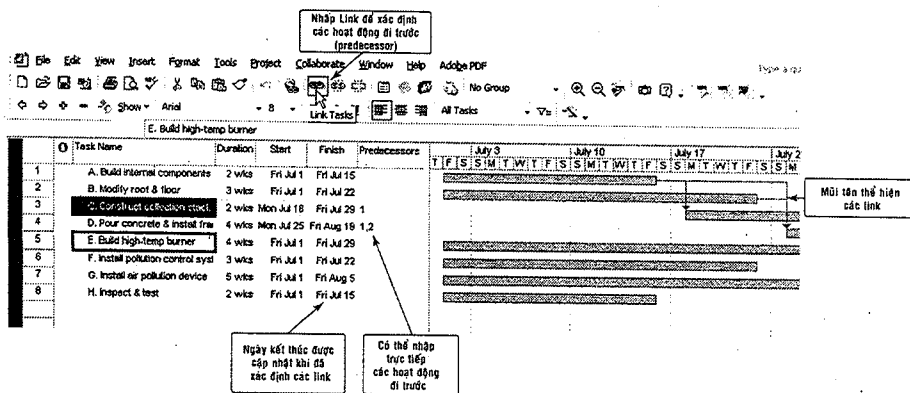 Nhấp Link để xác định
các hoạt động đi trước
(predecessor)
File Edit View Insert Format Tools Project Collaborate Window Help Adobe PDF
No Group
Show Arial 8 All Tasks
Link Tasks
E. Build high-temp burner
Task Name Duration Start Finish Predecessors
July 3 July 10 July 17 July 2
T F S S M T W T F S S M T W T F S S M T W T F S S M
1 A. Build internal components 2 wks Fri Jul 1 Fri Jul 15
2 B. Modify root & floor 3 wks Fri Jul 1 Fri Jul 22
3 C. Construct collection stack 2 wks Mon Jul 18 Fri Jul 29 1
4 D. Pour concrete & install fra 4 wks Mon Jul 25 Fri Aug 19 1,2
5 E. Build high-temp burner 4 wks Fri Jul 1 Fri Jul 29
6 F. Install pollution control syst 3 wks Fri Jul 1 Fri Jul 22
7 G. Install air pollution device 5 wks Fri Jul 1 Fri Aug 5
8 H. Inspect & test 2 wks Fri Jul 1 Fri Jul 15
Mũi tên thể hiện
các link
Ngày kết thúc được
cập nhật khi đã
xác định các link
Có thể nhập
trực tiếp
các hoạt động
đi trước